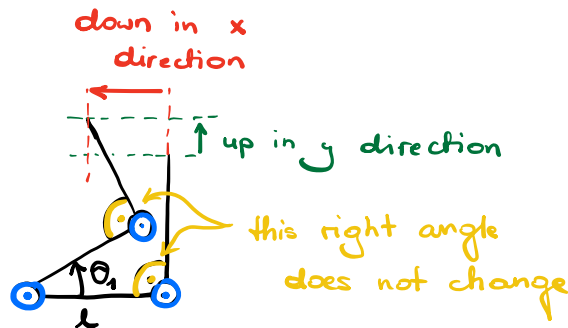 down in x
direction
up in y direction
this right angle
does not change
θ₁
l